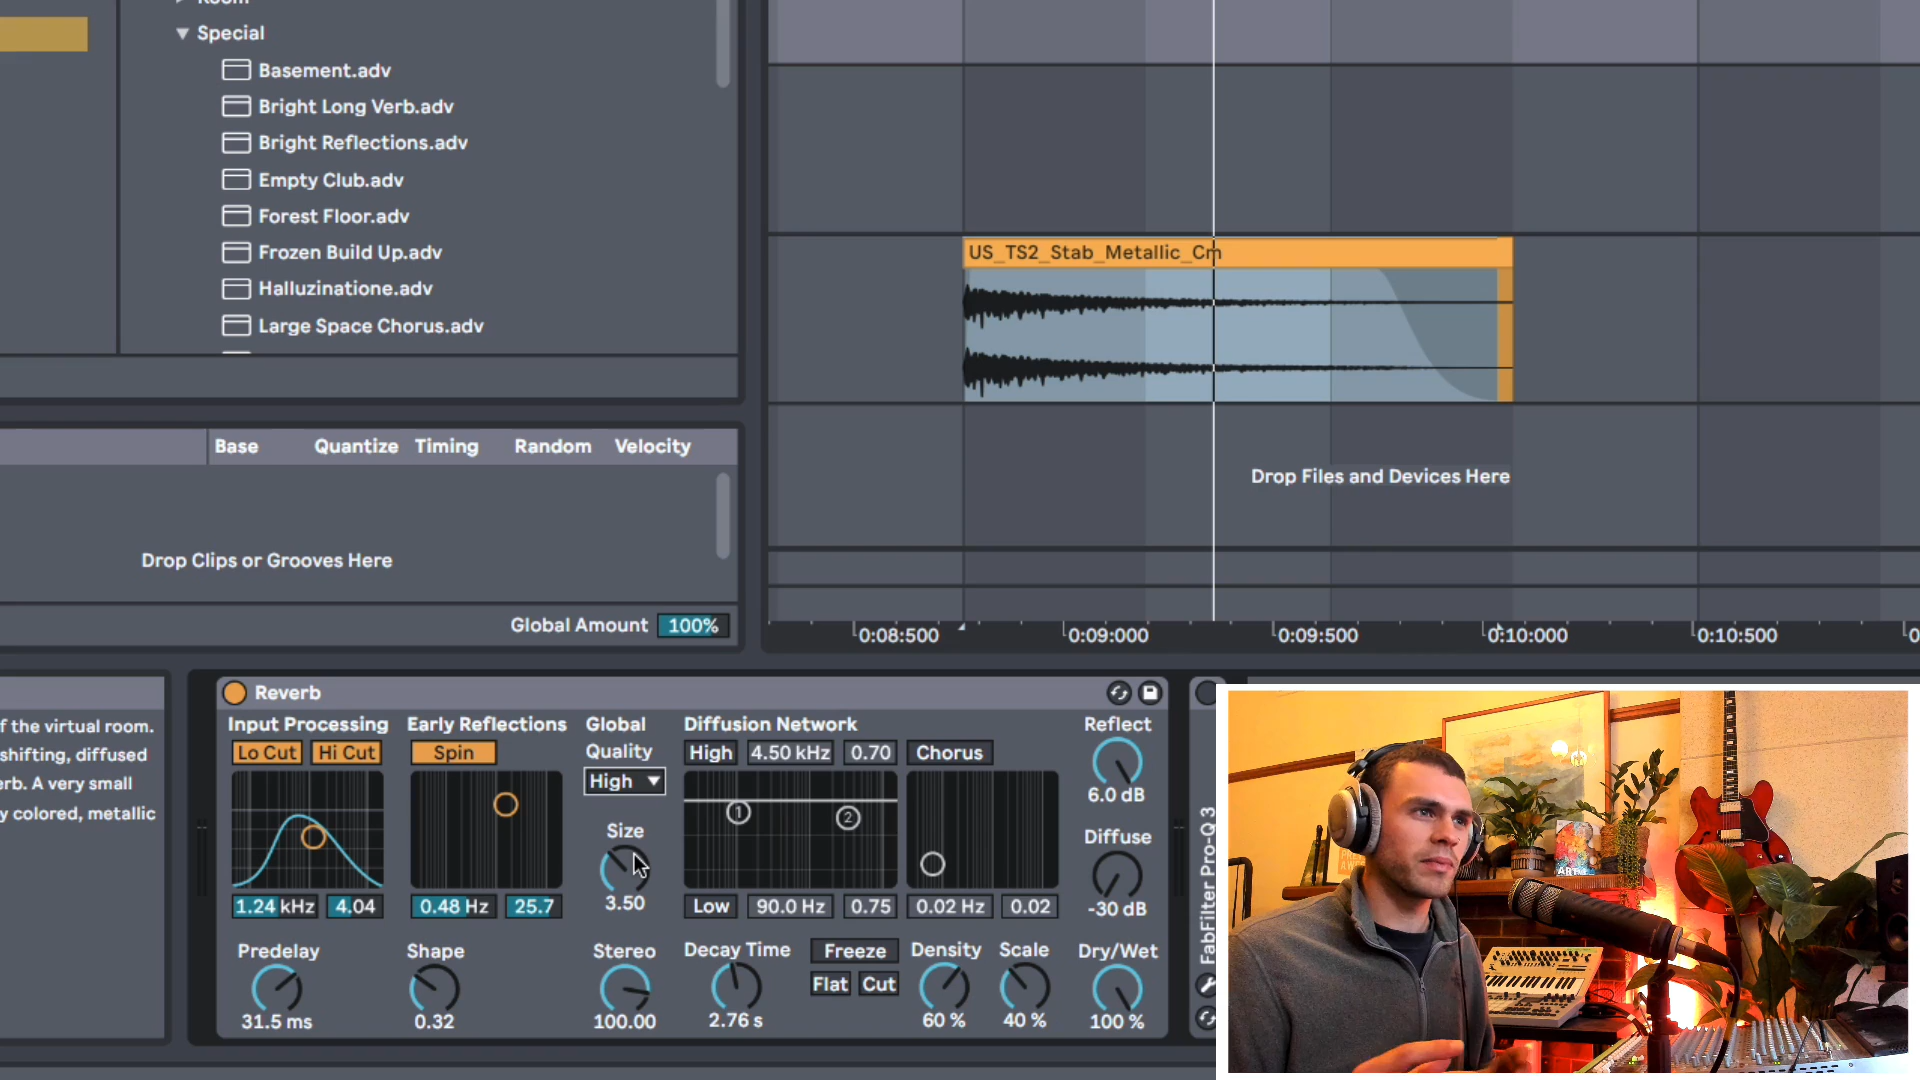 Room
Special
Basement.adv
Bright Long Verb.adv
Bright Reflections.adv
Empty Club.adv
Forest Floor.adv
Frozen Build Up.adv
Halluzinatione.adv
Large Space Chorus.adv
US_TS2_Stab_Metallic_Cm
Drop Files and Devices Here
Base Quantize Timing Random Velocity
Drop Clips or Grooves Here
Global Amount 100%
0:08:500 0:09:000 0:09:500 0:10:000 0:10:500 0
f the virtual room.
shifting, diffused
erb. A very small
y colored, metallic
Reverb
Input Processing Early Reflections Global Diffusion Network Reflect
Lo Cut Hi Cut Spin Quality High 4.50 kHz 0.70 Chorus
High
6.0 dB
Size
1 2
Diffuse
3.50
1.24 kHz 4.04 0.48 Hz 25.7 Low 90.0 Hz 0.75 0.02 Hz 0.02 -30 dB
Predelay Shape Stereo Decay Time Freeze Density Scale Dry/Wet
Flat Cut
31.5 ms 0.32 100.00 2.76 s 60 % 40 % 100 %
FabFilter Pro-Q 3
ART